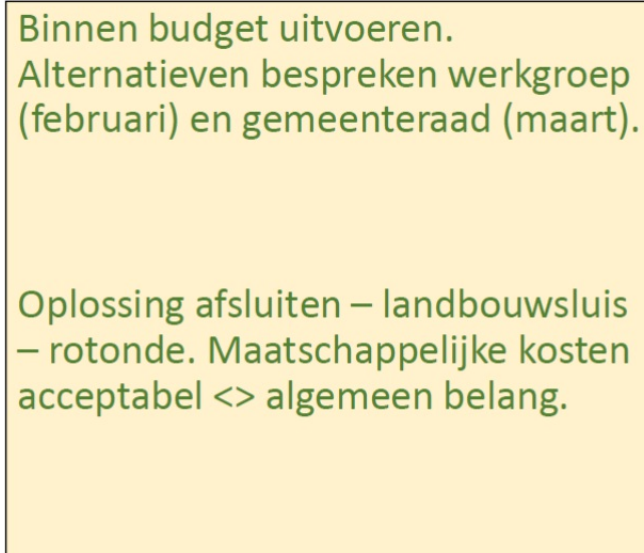 Binnen budget uitvoeren.
Alternatieven bespreken werkgroep
(februari) en gemeenteraad (maart).
Oplossing afsluiten – landbouwsluis
– rotonde. Maatschappelijke kosten
acceptabel <> algemeen belang.